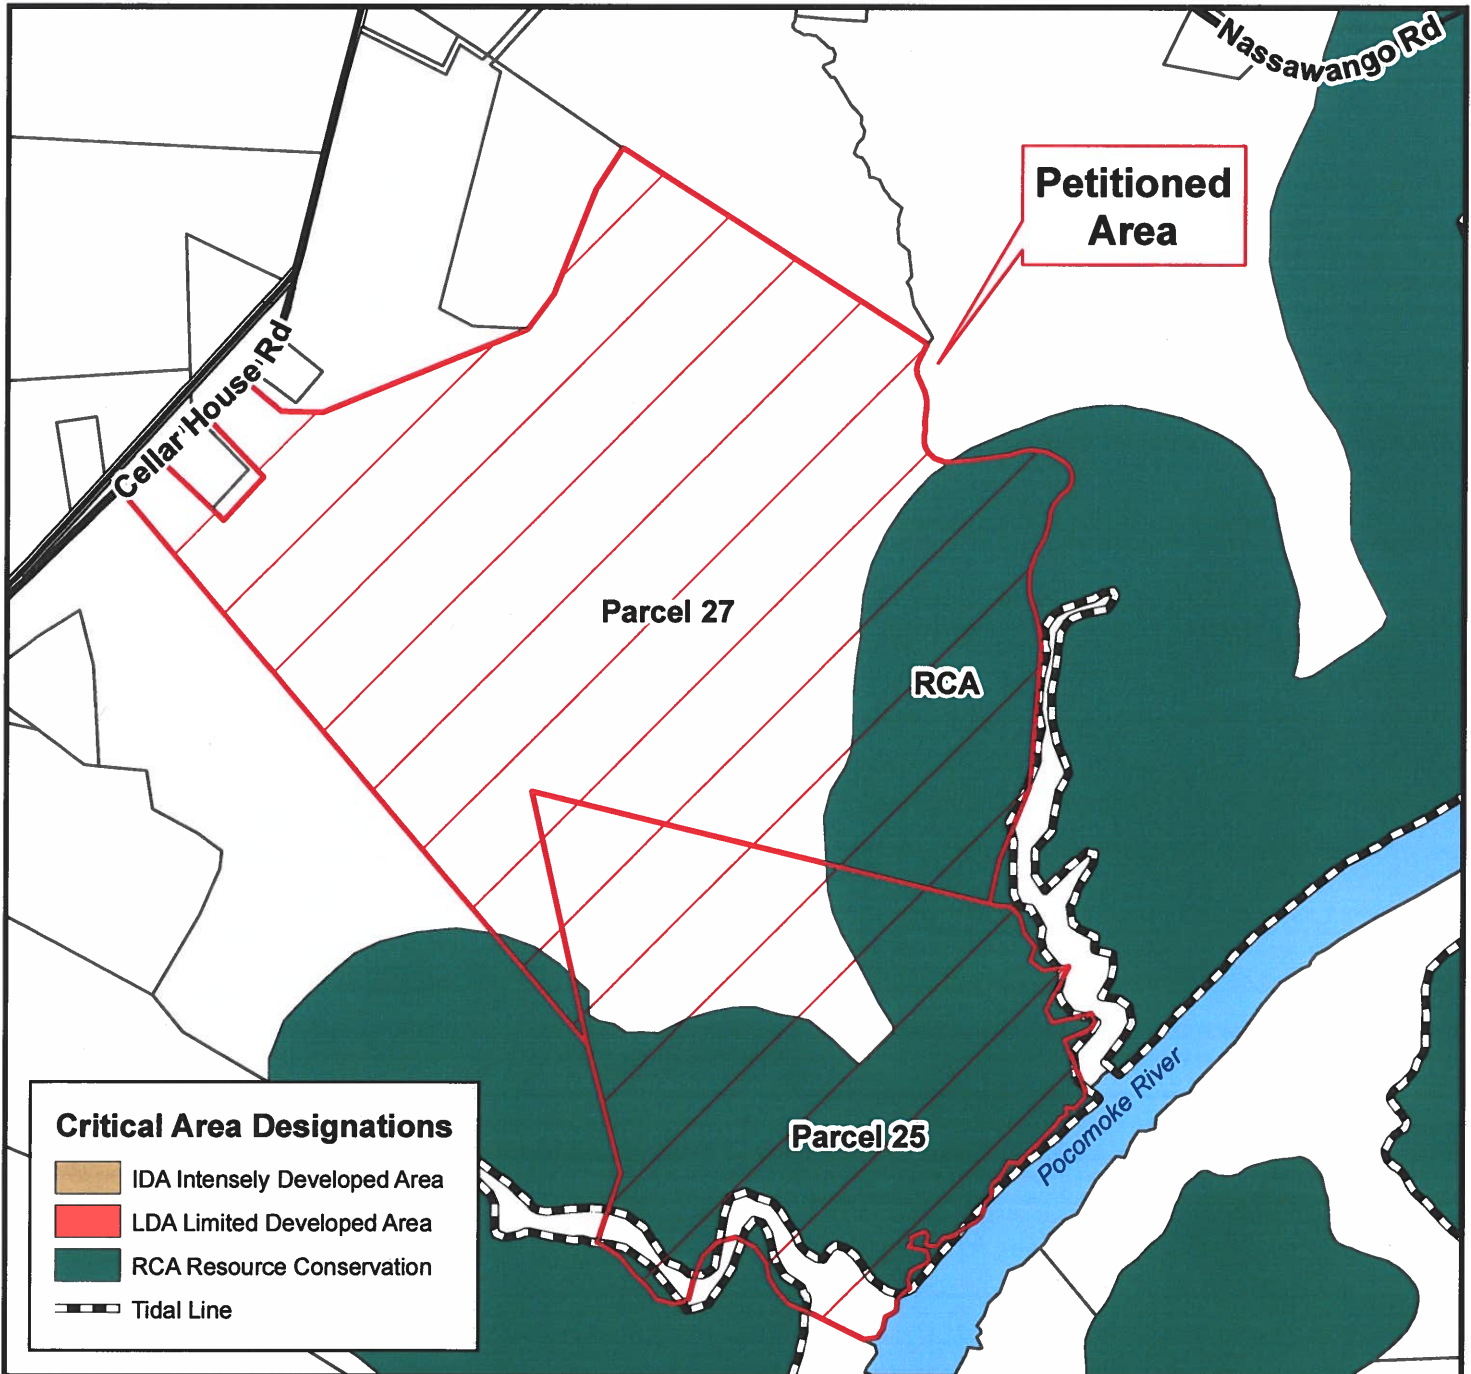 Nassawango Rd
Petitioned
Area
Cellar House Rd
Parcel 27
RCA
Pocomoke River
Parcel 25
Critical Area Designations
IDA Intensely Developed Area
LDA Limited Developed Area
RCA Resource Conservation
Tidal Line